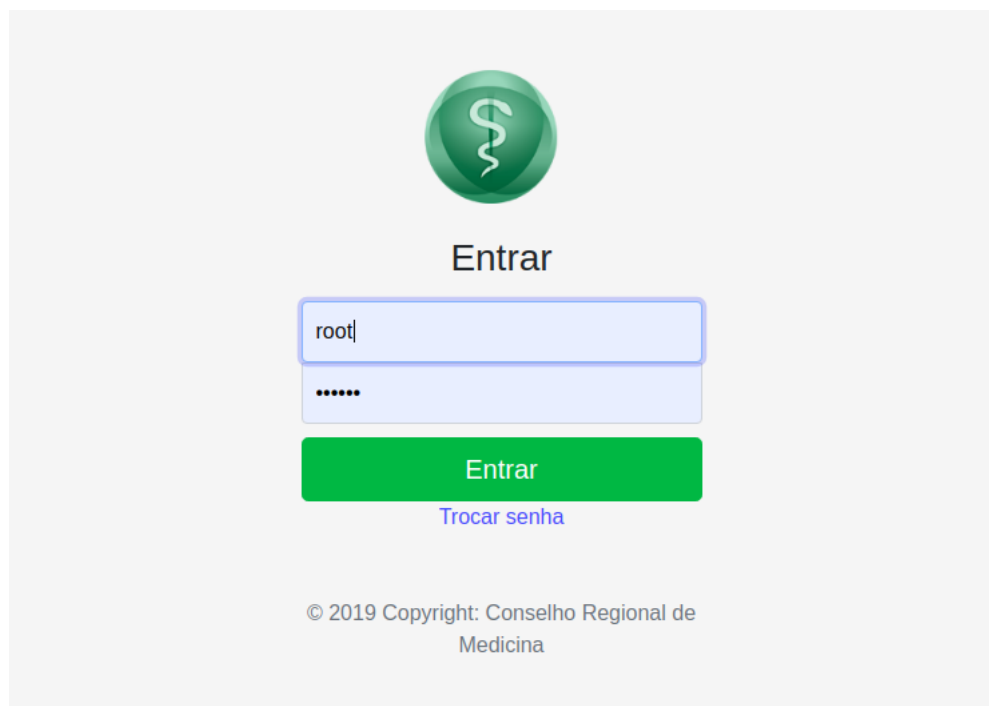 Entrar
root
••••••
Entrar
Trocar senha
© 2019 Copyright: Conselho Regional de
Medicina